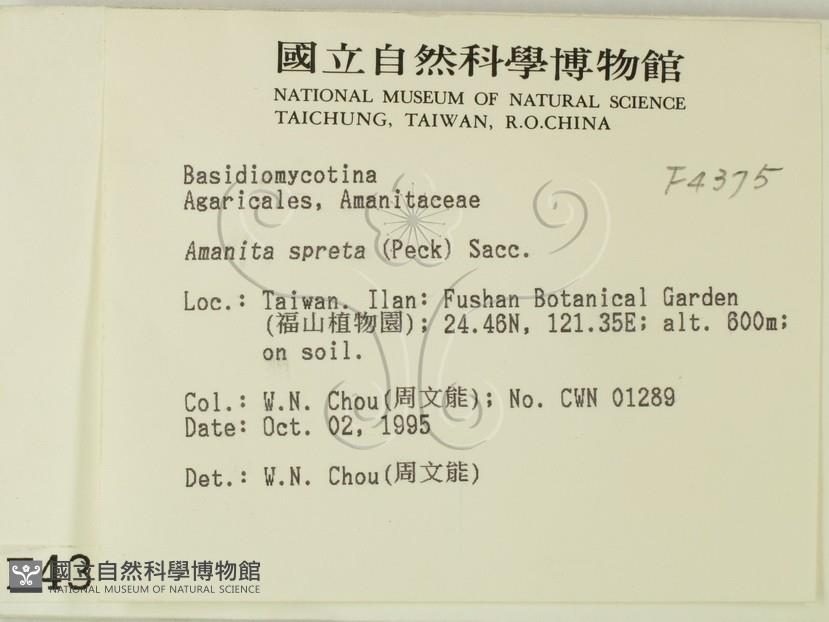 國立自然科學博物館
NATIONAL MUSEUM OF NATURAL SCIENCE
TAICHUNG, TAIWAN, R.O.CHINA
Basidiomycotina
F4375
Agaricales, Amanitaceae
Amanita spreta (Peck) Sacc.
Loc.: Taiwan. Ilan: Fushan Botanical Garden
(福山植物園); 24.46N, 121.35E; alt. 600m;
on soil.
Col.: W.N. Chou(周文能); No. CWN 01289
Date: Oct. 02, 1995
Det.: W.N. Chou(周文能)
F43
國立自然科學博物館
NATIONAL MUSEUM OF NATURAL SCIENCE